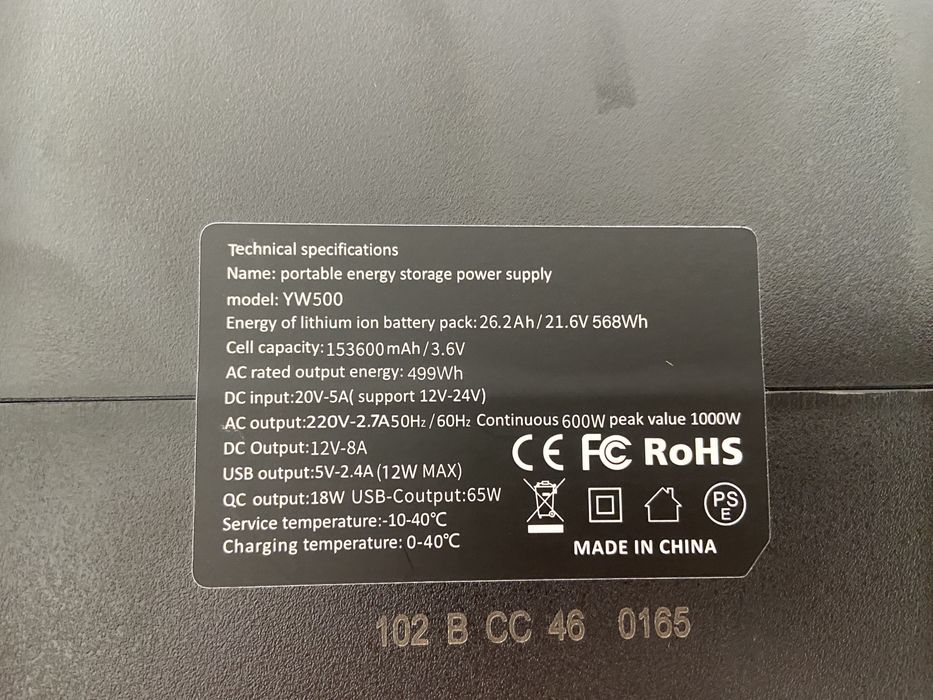 Technical specifications
Name: portable energy storage power supply
model: YW500
Energy of lithium ion battery pack:26.2Ah/21.6V 568Wh
Cell capacity:153600mAh/3.6V
AC rated output energy: 499Wh
DC input:20V-5A( support 12V-24V)
AC output:220V-2.7A50Hz/60Hz Continuous 600W peak value 1000W
DC Output:12V-8A
USB output:5V-2.4A(12W MAX)
QC output:18W USB-Coutput:65W
Service temperature:-10-40℃
Charging temperature: 0-40℃
CE FC RoHS
PS
E
MADE IN CHINA
102 B CC 46 0165